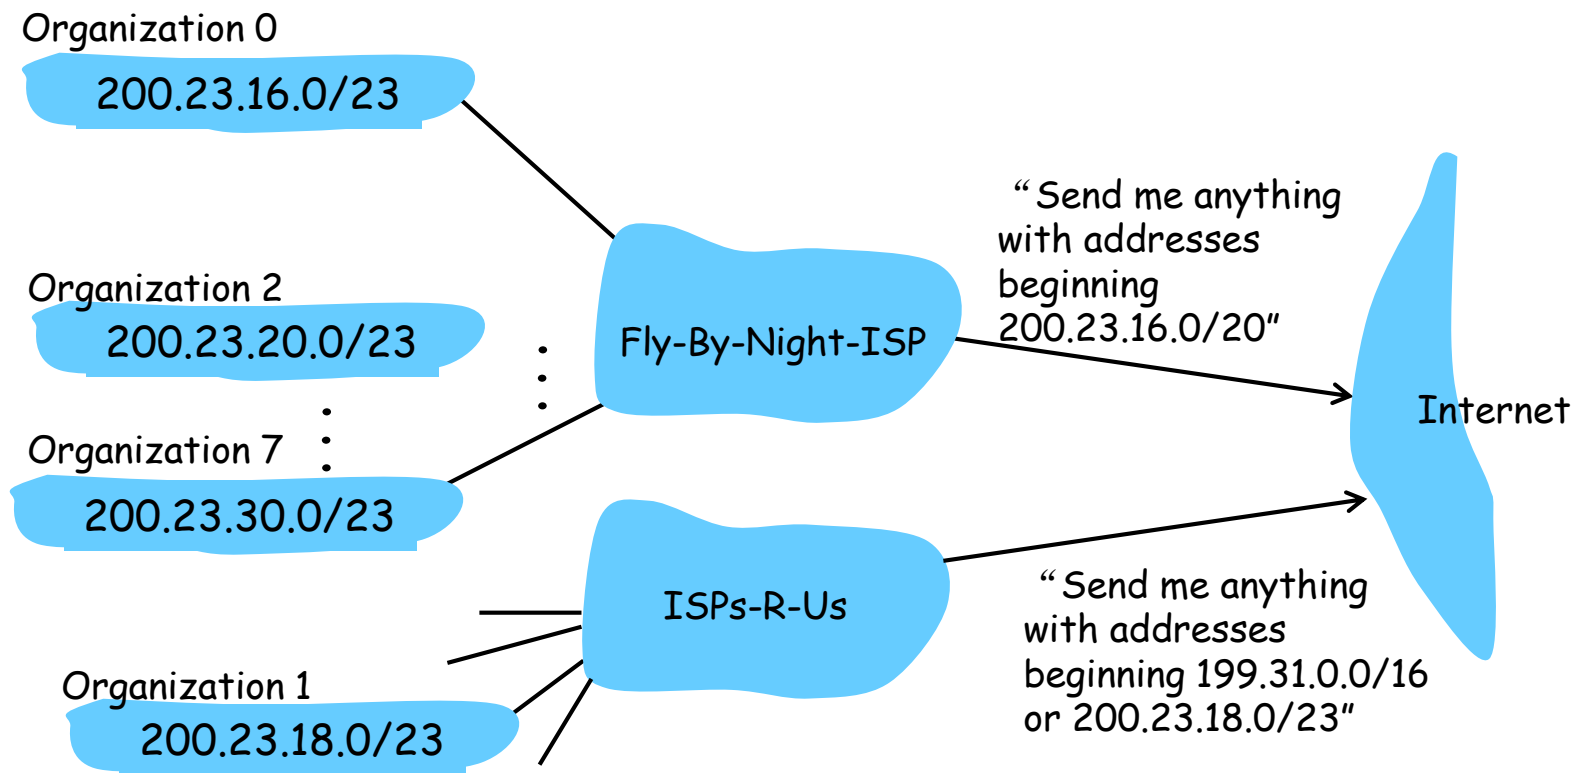 Organization 0
200.23.16.0/23
Organization 2
200.23.20.0/23
Organization 7
200.23.30.0/23
Organization 1
200.23.18.0/23
Fly-By-Night-ISP
ISPs-R-Us
“Send me anything
with addresses
beginning
200.23.16.0/20”
“Send me anything
with addresses
beginning 199.31.0.0/16
or 200.23.18.0/23”
Internet